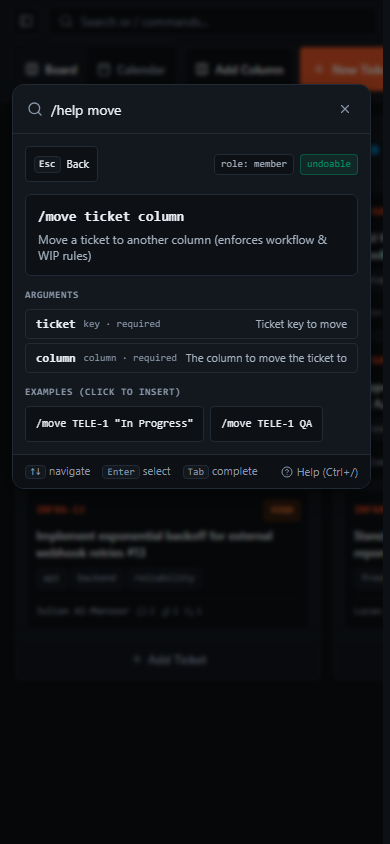 Search or / commands...
Board
Calendar
Add Column
/help move
Esc Back
role: member
undoable
/move ticket column
Move a ticket to another column (enforces workflow &
WIP rules)
ARGUMENTS
ticket key · required Ticket key to move
column column · required The column to move the ticket to
EXAMPLES (CLICK TO INSERT)
/move TELE-1 "In Progress"
/move TELE-1 QA
↑↓ navigate Enter select Tab complete Help (Ctrl+/)
Implement exponential backoff for external
webhook retries #12
api backend reliability
+ Add Ticket